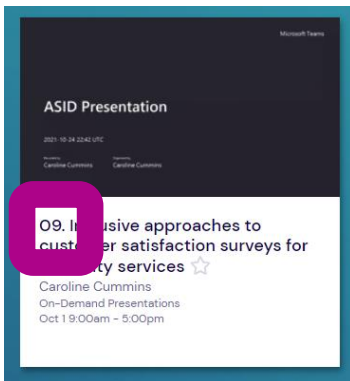 Microsoft Teams
ASID Presentation
2021-10-24 22:42 UTC
Recorded by
Organized by
Caroline Cummins
Caroline Cummins
09. In usive approaches to
cust er satisfaction surveys for
ty services
Caroline Cummins
On-Demand Presentations
Oct 1 9:00am - 5:00pm